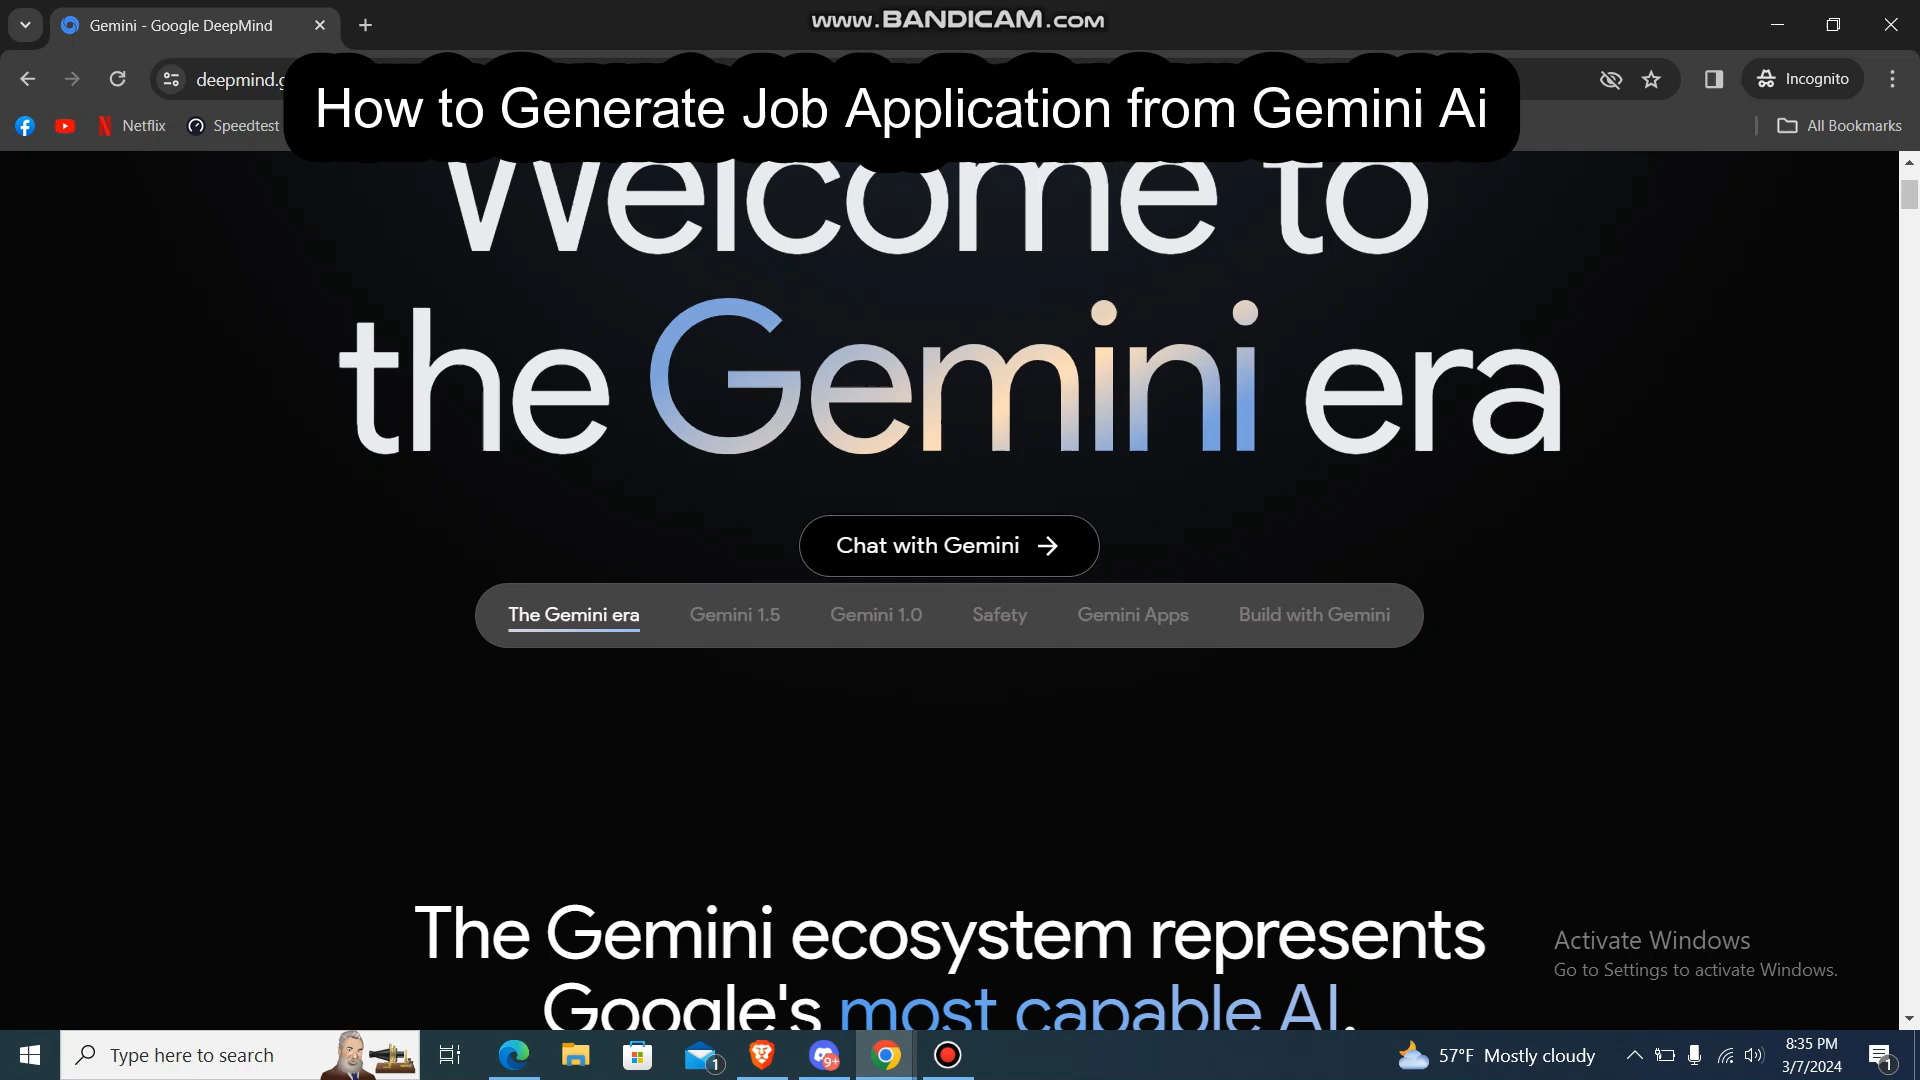 Gemini - Google DeepMind
www.BANDICAM.com
deepmind.g
Incognito
How to Generate Job Application from Gemini Ai
Netflix
Speedtest
All Bookmarks
Welcome to
the Gemini era
Chat with Gemini
The Gemini era
Gemini 1.5
Gemini 1.0
Safety
Gemini Apps
Build with Gemini
The Gemini ecosystem represents
Google's most capable AI.
Activate Windows
Go to Settings to activate Windows.
Type here to search
1
9+
57°F Mostly cloudy
8:35 PM
3/7/2024
1